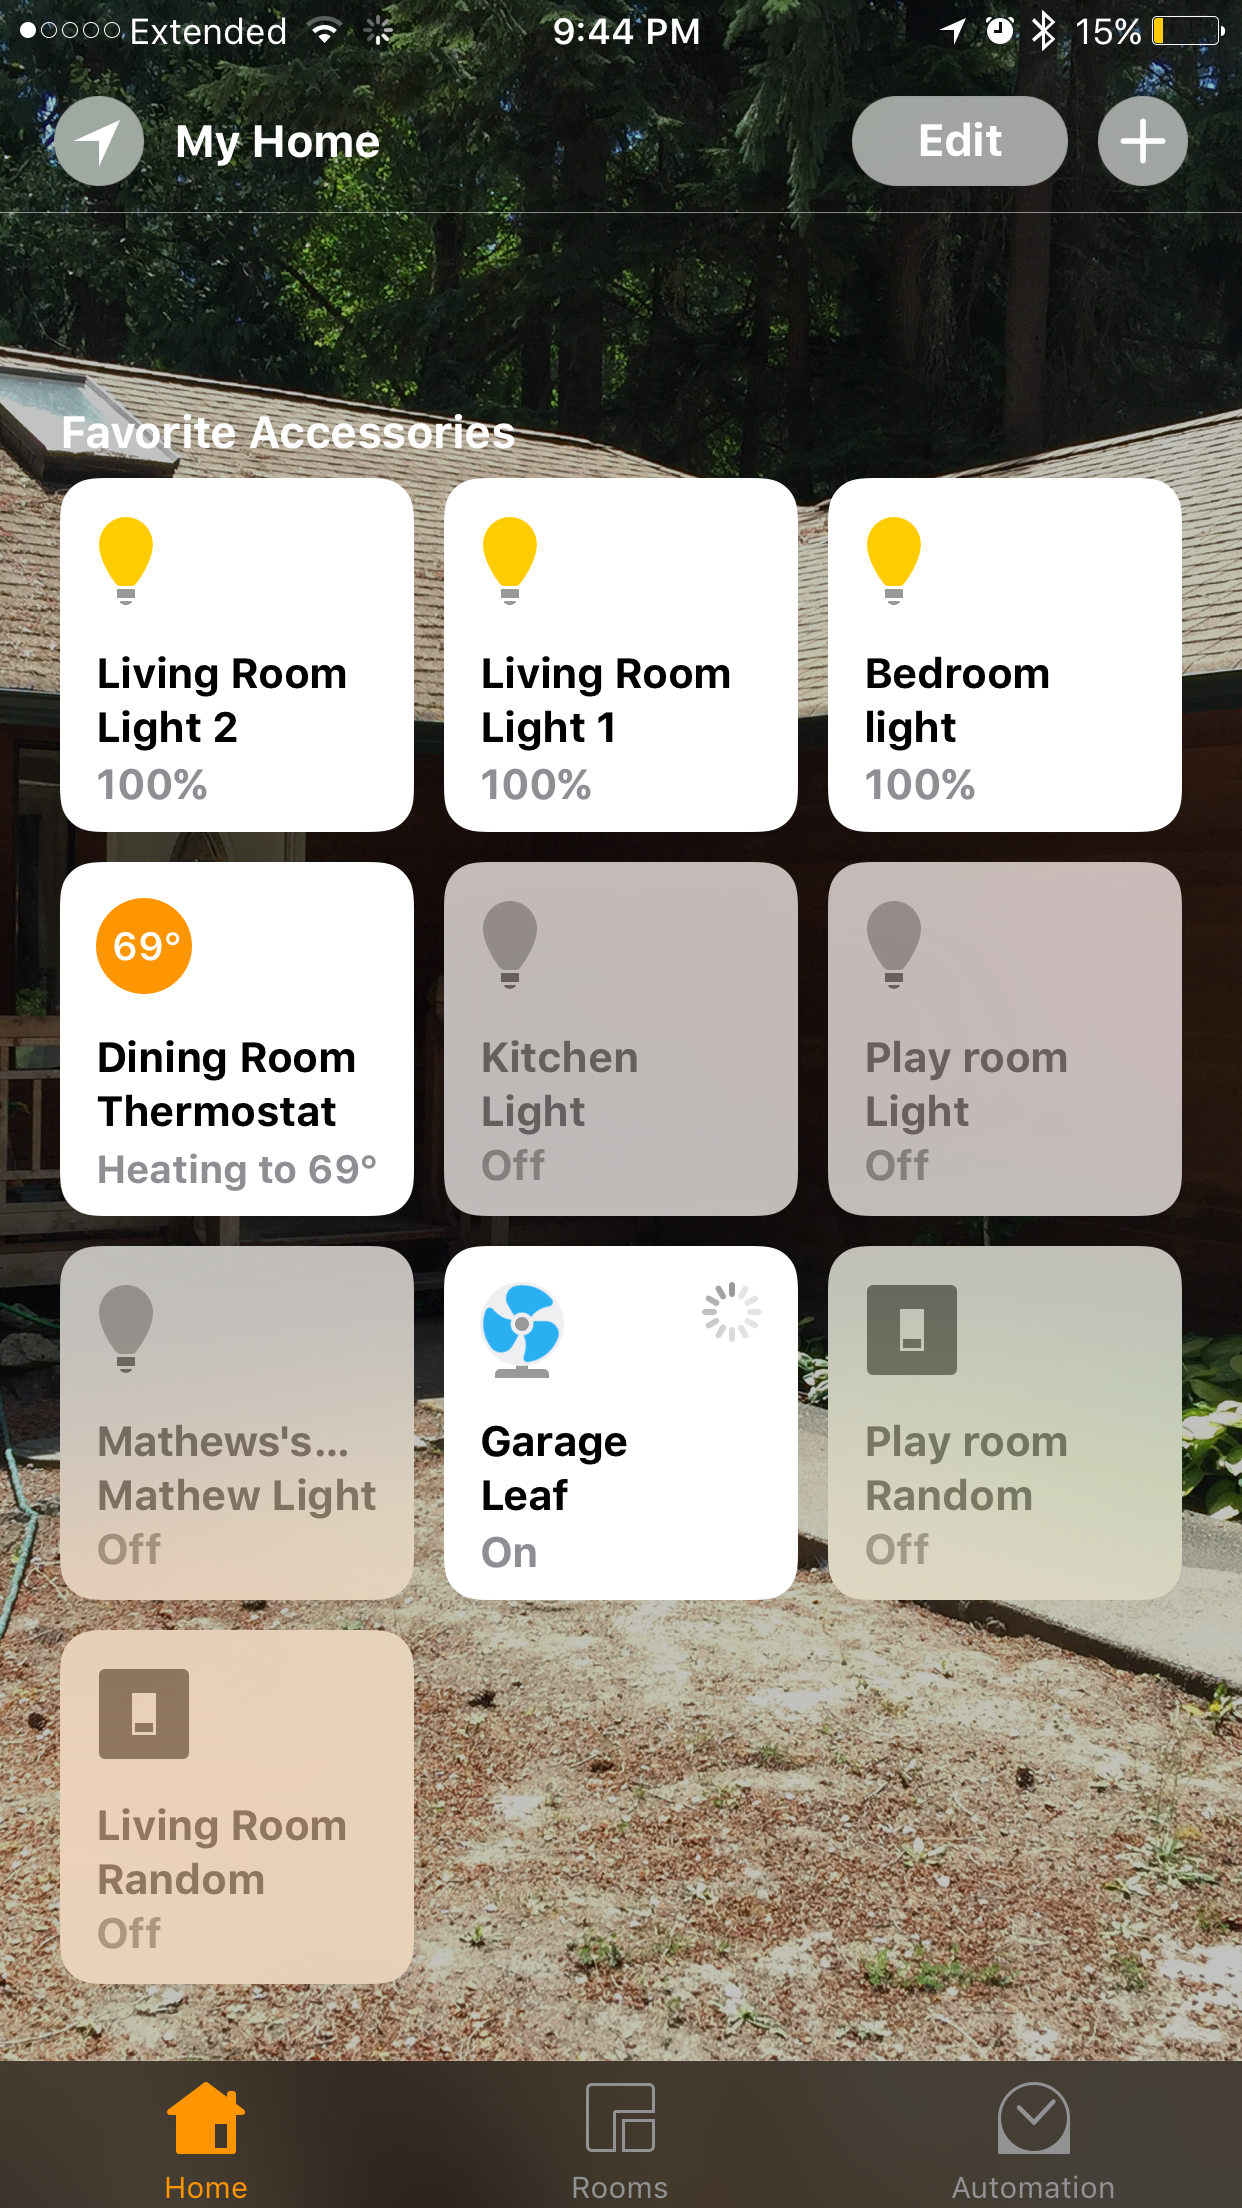 Extended 9:44 PM 15%
My Home Edit
Favorite Accessories
Living Room
Light 2
100%
Living Room
Light 1
100%
Bedroom
light
100%
69°
Dining Room
Thermostat
Heating to 69°
Kitchen
Light
Off
Play room
Light
Off
Mathews's...
Mathew Light
Off
Garage
Leaf
On
Play room
Random
Off
Living Room
Random
Off
Home Rooms Automation